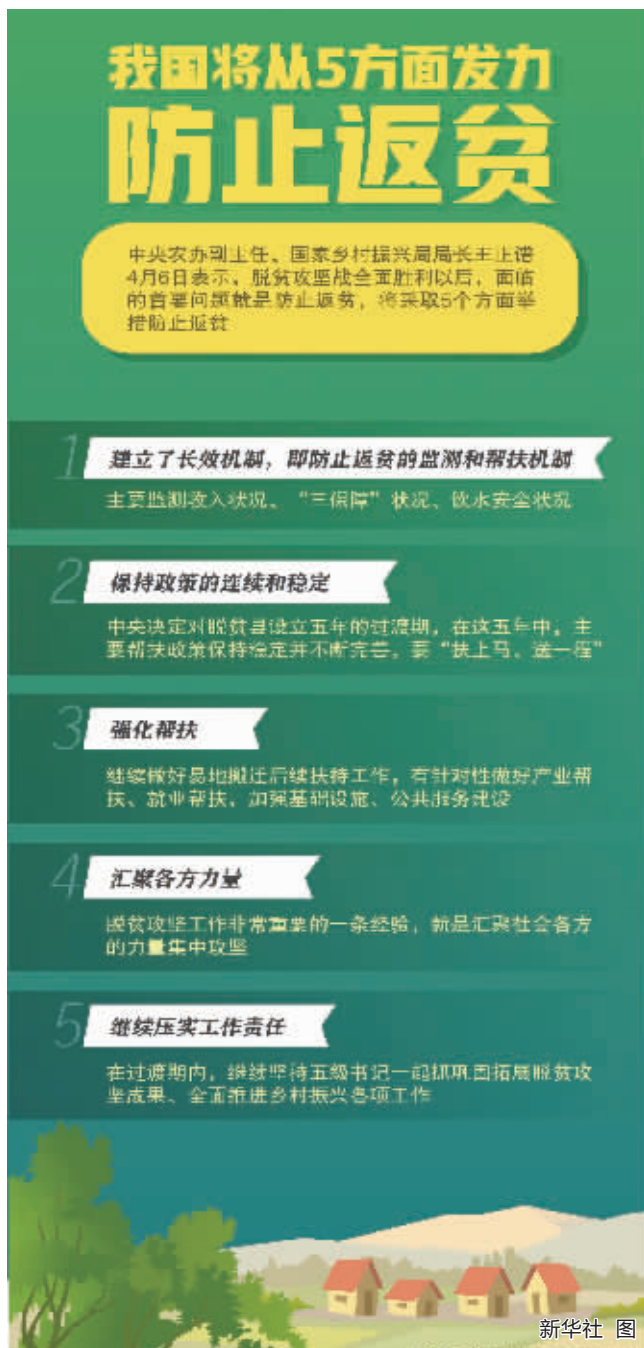 我国将从5方面发力
防止返贫
中央农办副主任、国家乡村振兴局局长王正谱
4月6日表示，脱贫攻坚战全面胜利以后，面临
的首要问题就是防止返贫，将采取5个方面举
措防止返贫
1
建立了长效机制，即防止返贫的监测和帮扶机制
主要监测收入状况、“三保障”状况、饮水安全状况
2
保持政策的连续和稳定
中央决定对脱贫县设立五年的过渡期，在这五年中，主
要帮扶政策保持稳定并不断完善，要“扶上马、送一程”
3
强化帮扶
继续做好易地搬迁后续扶持工作，有针对性做好产业帮
扶、就业帮扶，加强基础设施、公共服务建设
4
汇聚各方力量
脱贫攻坚工作非常重要的一条经验，就是汇聚社会各方
的力量集中攻坚
5
继续压实工作责任
在过渡期内，继续坚持五级书记一起抓巩固拓展脱贫攻
坚成果、全面推进乡村振兴各项工作
新华社 图